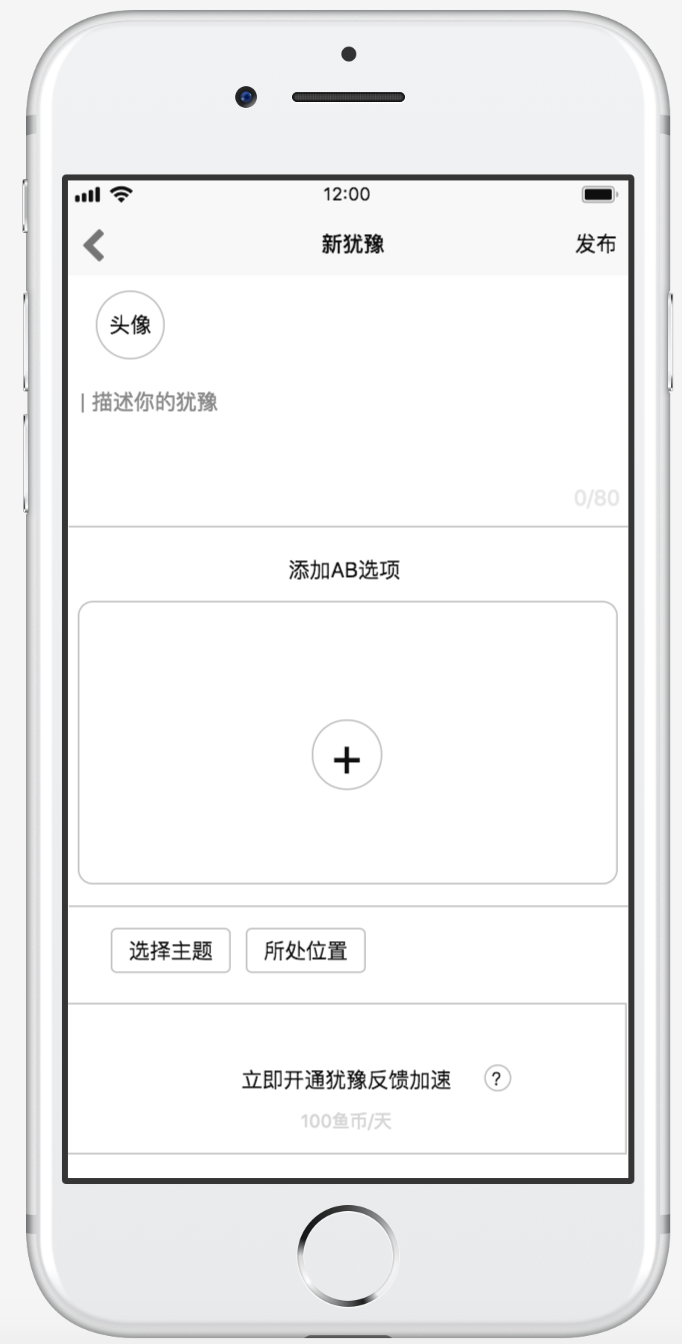 12:00
新犹豫 发布
头像
| 描述你的犹豫
0/80
添加AB选项
+
选择主题 所处位置
立即开通犹豫反馈加速 ?
100鱼币/天